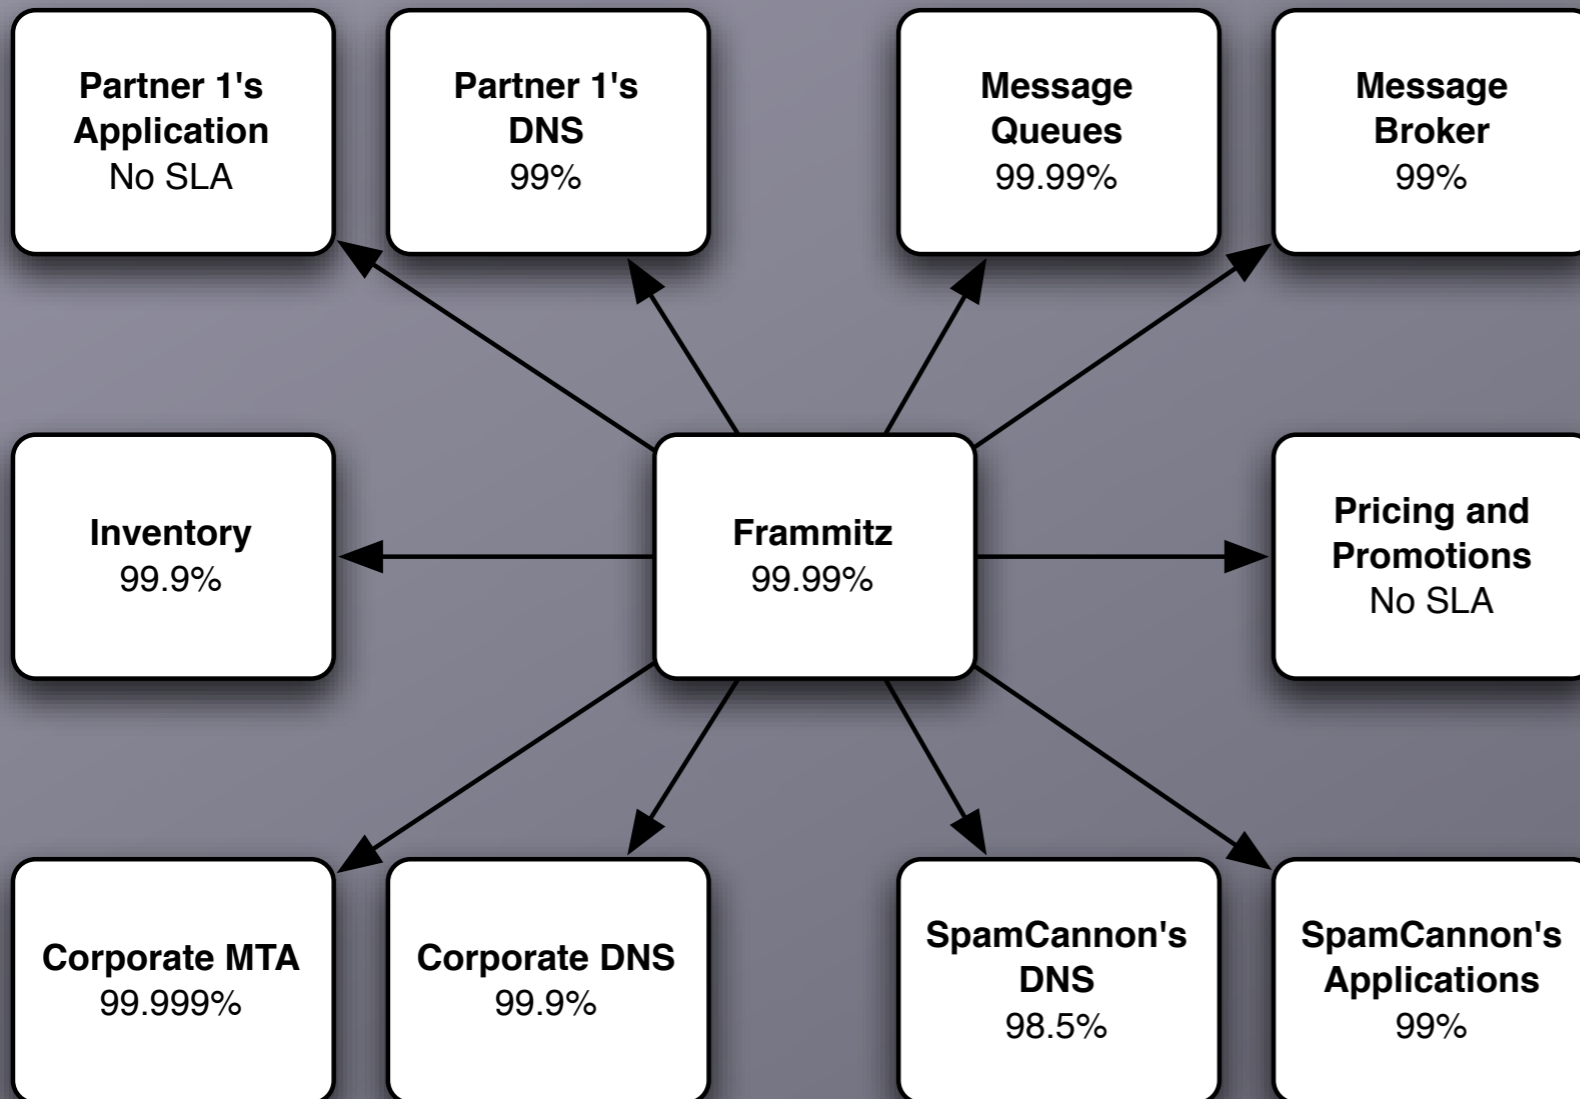 Partner 1's
Application
No SLA
Partner 1's
DNS
99%
Message
Queues
99.99%
Message
Broker
99%
Inventory
99.9%
Frammitz
99.99%
Pricing and
Promotions
No SLA
Corporate MTA
99.999%
Corporate DNS
99.9%
SpamCannon's
DNS
98.5%
SpamCannon's
Applications
99%